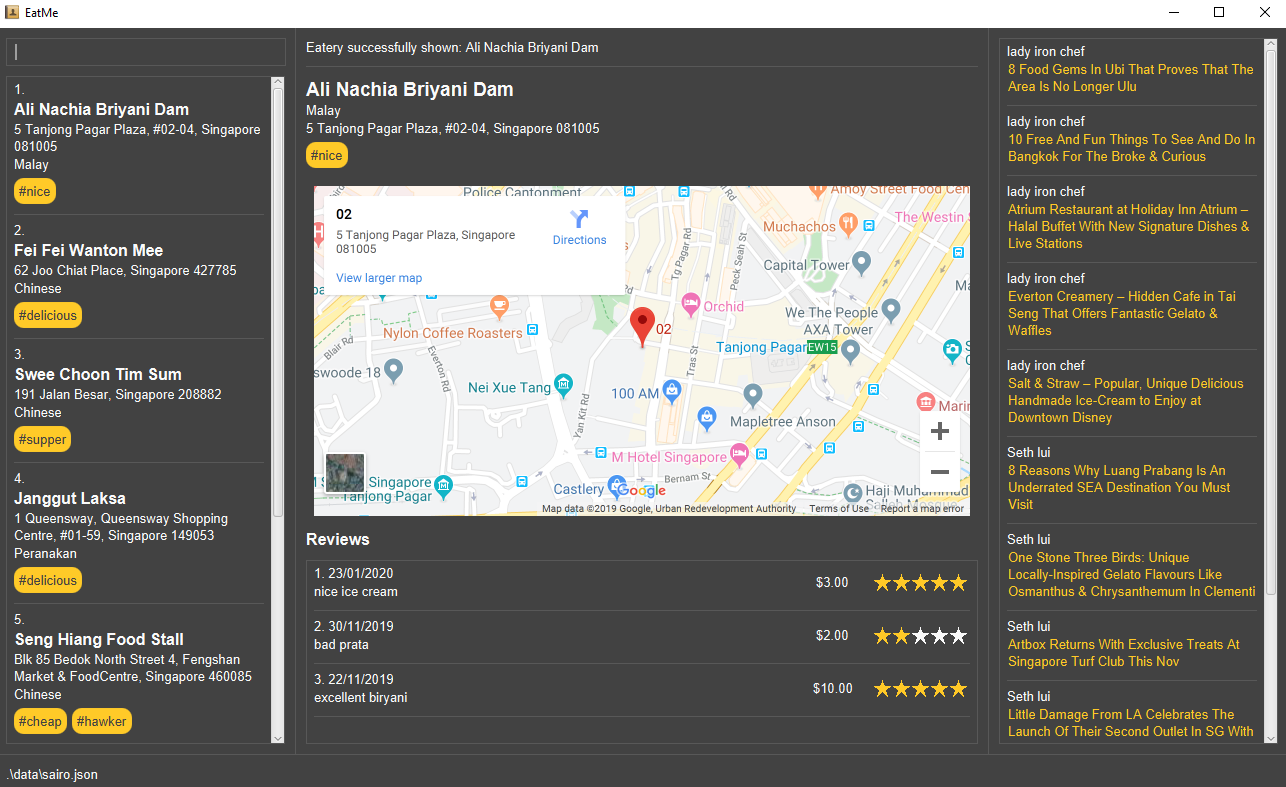 EatMe
1.
Ali Nachia Briyani Dam
5 Tanjong Pagar Plaza, #02-04, Singapore
081005
Malay
#nice
2.
Fei Fei Wanton Mee
62 Joo Chiat Place, Singapore 427785
Chinese
#delicious
3.
Swee Choon Tim Sum
191 Jalan Besar, Singapore 208882
Chinese
#supper
4.
Janggut Laksa
1 Queensway, Queensway Shopping
Centre, #01-59, Singapore 149053
Peranakan
#delicious
5.
Seng Hiang Food Stall
Blk 85 Bedok North Street 4, Fengshan
Market & FoodCentre, Singapore 460085
Chinese
#cheap #hawker
Eatery successfully shown: Ali Nachia Briyani Dam
Ali Nachia Briyani Dam
Malay
5 Tanjong Pagar Plaza, #02-04, Singapore 081005
#nice
Police Cantonment
Amoy Street Food Cen
02
5 Tanjong Pagar Plaza, Singapore
081005
Directions
View larger map
The Westin
Muchachos
Tg Pagar Rd
Peck Seah St
Capital Tower
Orchid
We The People
AXA Tower
Nylon Coffee Roasters
02
Tanjong Pagar EW15
Blair Rd
Everton Rd
swoode 18
Tras St
Nei Xue Tang
100 AM
Yan Kit Rd
Mapletree Anson
Marin
M Hotel Singapore
Singapore
Tanjong Pagar
Castlery
Google
Bernam St
Haji Muhammad
Salleh Mosque
Map data ©2019 Google, Urban Redevelopment Authority Terms of Use Report a map error
Reviews
1. 23/01/2020
nice ice cream
$3.00
2. 30/11/2019
bad prata
$2.00
3. 22/11/2019
excellent biryani
$10.00
lady iron chef
8 Food Gems In Ubi That Proves That The
Area Is No Longer Ulu
lady iron chef
10 Free And Fun Things To See And Do In
Bangkok For The Broke & Curious
lady iron chef
Atrium Restaurant at Holiday Inn Atrium –
Halal Buffet With New Signature Dishes &
Live Stations
lady iron chef
Everton Creamery – Hidden Cafe in Tai
Seng That Offers Fantastic Gelato &
Waffles
lady iron chef
Salt & Straw – Popular, Unique Delicious
Handmade Ice-Cream to Enjoy at
Downtown Disney
Seth lui
8 Reasons Why Luang Prabang Is An
Underrated SEA Destination You Must
Visit
Seth lui
One Stone Three Birds: Unique
Locally-Inspired Gelato Flavours Like
Osmanthus & Chrysanthemum In Clementi
Seth lui
Artbox Returns With Exclusive Treats At
Singapore Turf Club This Nov
Seth lui
Little Damage From LA Celebrates The
Launch Of Their Second Outlet In SG With
.\data\sairo.json